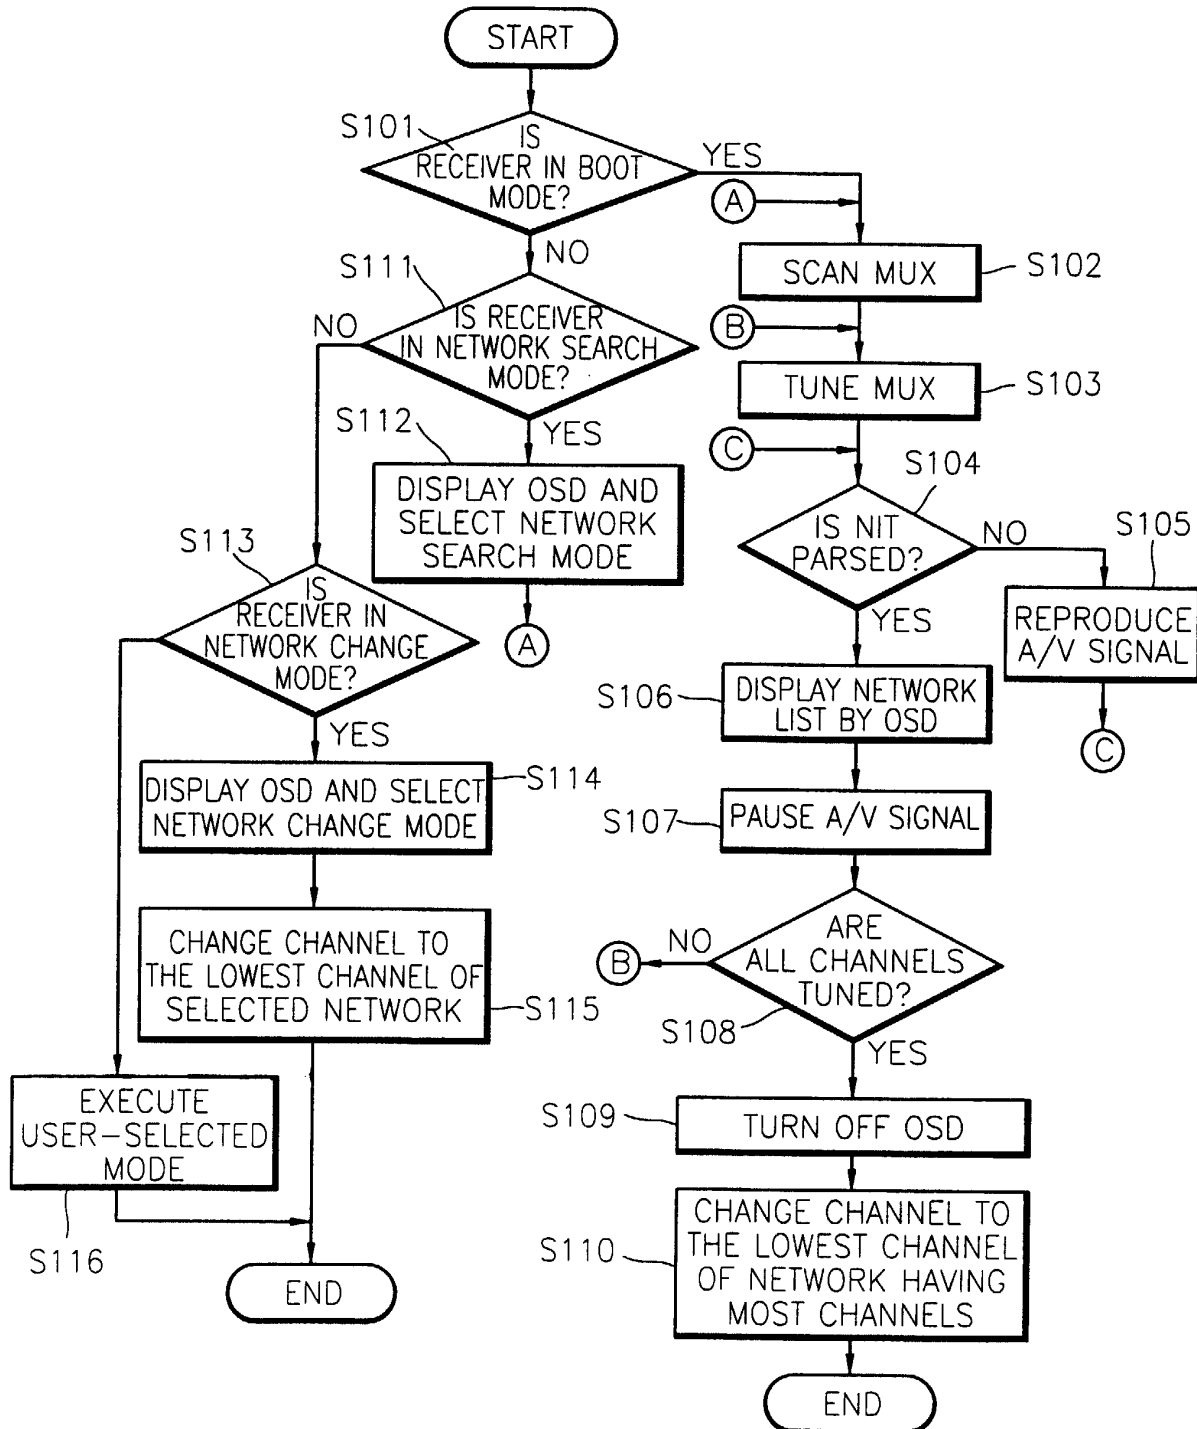 START
S101
IS
RECEIVER IN BOOT
MODE?
YES
A
NO
S102
SCAN MUX
S111
IS RECEIVER
IN NETWORK SEARCH
MODE?
NO
YES
B
TUNE MUX
S103
S112
DISPLAY OSD AND
SELECT NETWORK
SEARCH MODE
A
C
S104
IS NIT
PARSED?
NO
YES
S105
REPRODUCE
A/V SIGNAL
C
S113
IS
RECEIVER IN
NETWORK CHANGE
MODE?
YES
S106
DISPLAY NETWORK
LIST BY OSD
S114
DISPLAY OSD AND SELECT
NETWORK CHANGE MODE
S107
PAUSE A/V SIGNAL
CHANGE CHANNEL TO
THE LOWEST CHANNEL OF
SELECTED NETWORK
S115
B
NO
ARE
ALL CHANNELS
TUNED?
S108
YES
EXECUTE
USER-SELECTED
MODE
S116
END
S109
TURN OFF OSD
S110
CHANGE CHANNEL TO
THE LOWEST CHANNEL
OF NETWORK HAVING
MOST CHANNELS
END